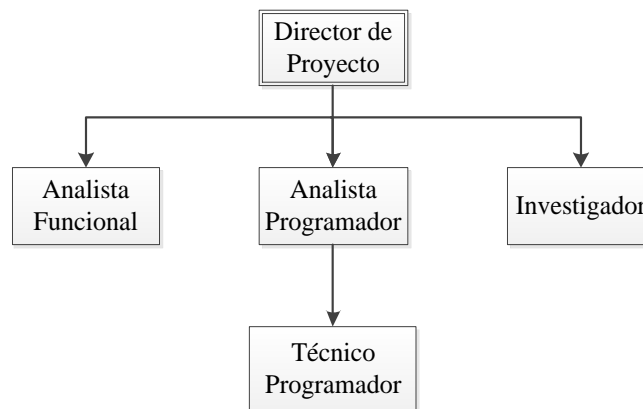 Director de
Proyecto
Analista
Funcional
Analista
Programador
Investigador
Técnico
Programador